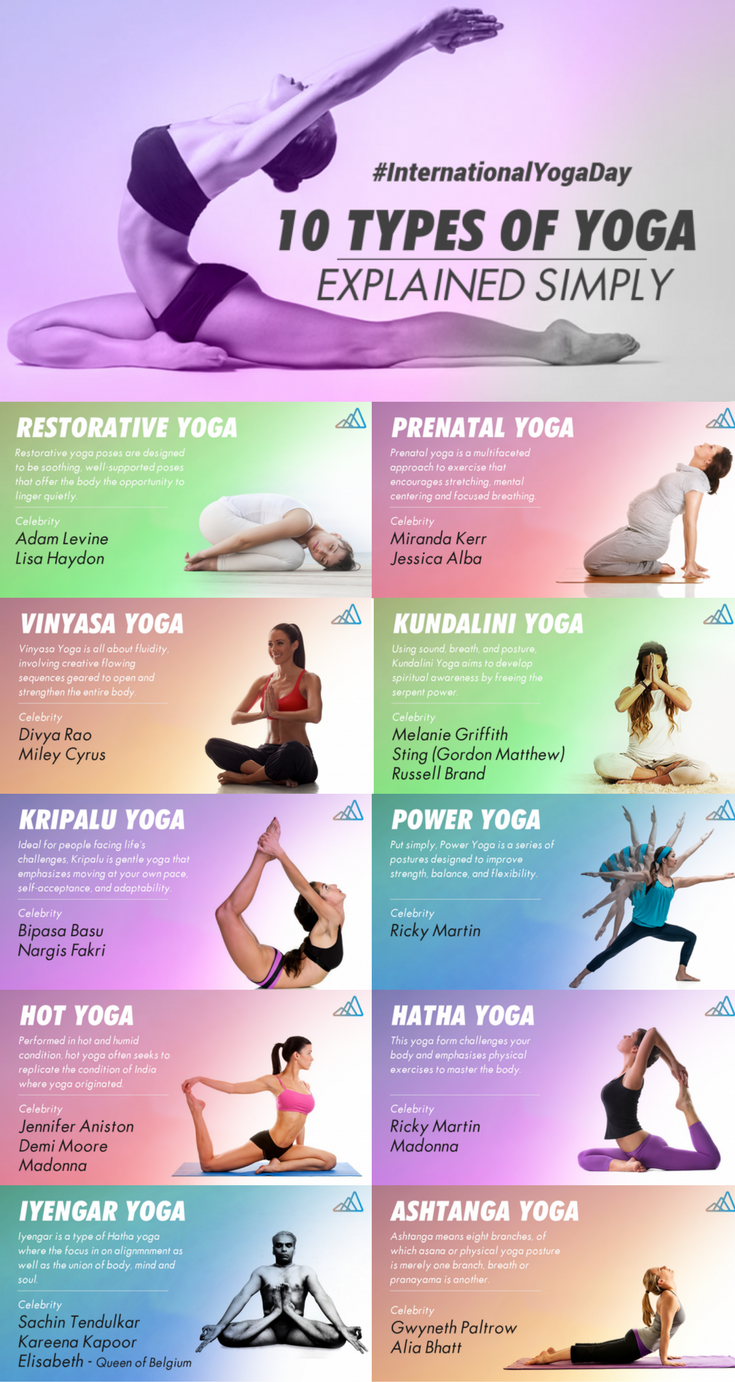 #InternationalYogaDay
10 TYPES OF YOGA
EXPLAINED SIMPLY
RESTORATIVE YOGA
Restorative yoga poses are designed
to be soothing, well-supported poses
that offer the body the opportunity to
linger quietly.
Celebrity
Adam Levine
Lisa Haydon
PRENATAL YOGA
Prenatal yoga is a multifaceted
approach to exercise that
encourages stretching, mental
centering and focused breathing.
Celebrity
Miranda Kerr
Jessica Alba
VINYASA YOGA
Vinyasa Yoga is all about fluidity,
involving creative flowing
sequences geared to open and
strengthen the entire body.
Celebrity
Divya Rao
Miley Cyrus
KUNDALINI YOGA
Using sound, breath, and posture,
Kundalini Yoga aims to develop
spiritual awareness by freeing the
serpent power.
Celebrity
Melanie Griffith
Sting (Gordon Matthew)
Russell Brand
KRIPALU YOGA
Ideal for people facing life's
challenges, Kripalu is gentle yoga that
emphasizes moving at your own pace,
self-acceptance, and adaptability.
Celebrity
Bipasa Basu
Nargis Fakri
POWER YOGA
Put simply, Power Yoga is a series of
postures designed to improve
strength, balance, and flexibility.
Celebrity
Ricky Martin
HOT YOGA
Performed in hot and humid
condition, hot yoga often seeks to
replicate the condition of India
where yoga originated.
Celebrity
Jennifer Aniston
Demi Moore
Madonna
HATHA YOGA
This yoga form challenges your
body and emphasises physical
exercises to master the body.
Celebrity
Ricky Martin
Madonna
IYENGAR YOGA
Iyengar is a type of Hatha yoga
where the focus in on alignmnment as
well as the union of body, mind and
soul.
Celebrity
Sachin Tendulkar
Kareena Kapoor
Elisabeth - Queen of Belgium
ASHTANGA YOGA
Ashtanga means eight branches, of
which asana or physical yoga posture
is merely one branch, breath or
pranayama is another.
Celebrity
Gwyneth Paltrow
Alia Bhatt